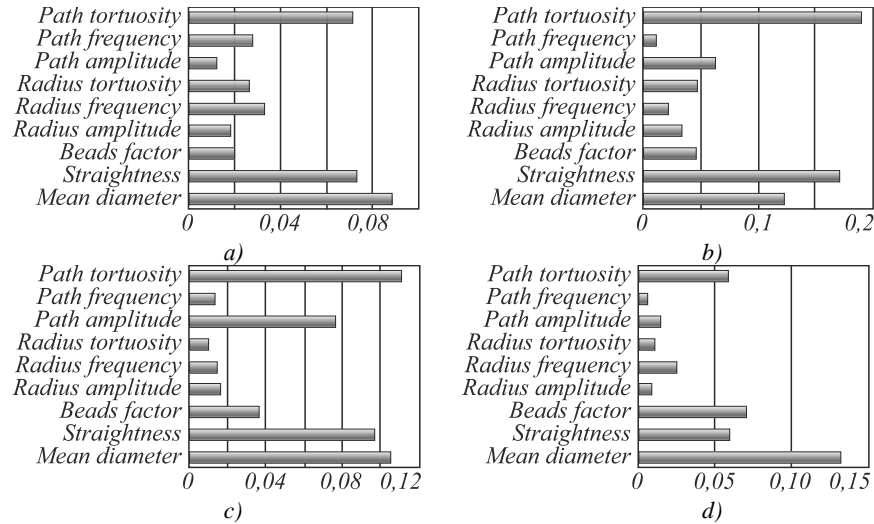 Path tortuosity
Path frequency
Path amplitude
Radius tortuosity
Radius frequency
Radius amplitude
Beads factor
Straightness
Mean diameter
0 0,04 0,08
a)
Path tortuosity
Path frequency
Path amplitude
Radius tortuosity
Radius frequency
Radius amplitude
Beads factor
Straightness
Mean diameter
0 0,1 0,2
b)
Path tortuosity
Path frequency
Path amplitude
Radius tortuosity
Radius frequency
Radius amplitude
Beads factor
Straightness
Mean diameter
0 0,04 0,08 0,12
c)
Path tortuosity
Path frequency
Path amplitude
Radius tortuosity
Radius frequency
Radius amplitude
Beads factor
Straightness
Mean diameter
0 0,05 0,10 0,15
d)